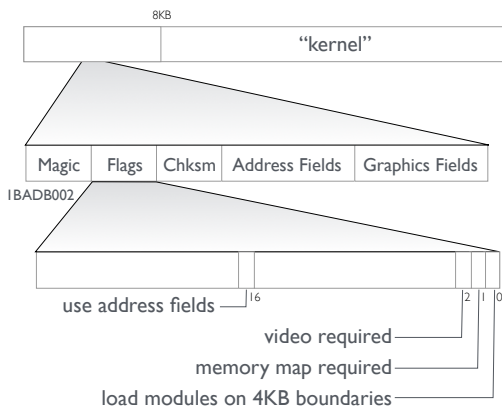 8KB
“kernel”
Magic Flags Chksm Address Fields Graphics Fields
1BADB002
use address fields 16 2 1 0
video required
memory map required
load modules on 4KB boundaries